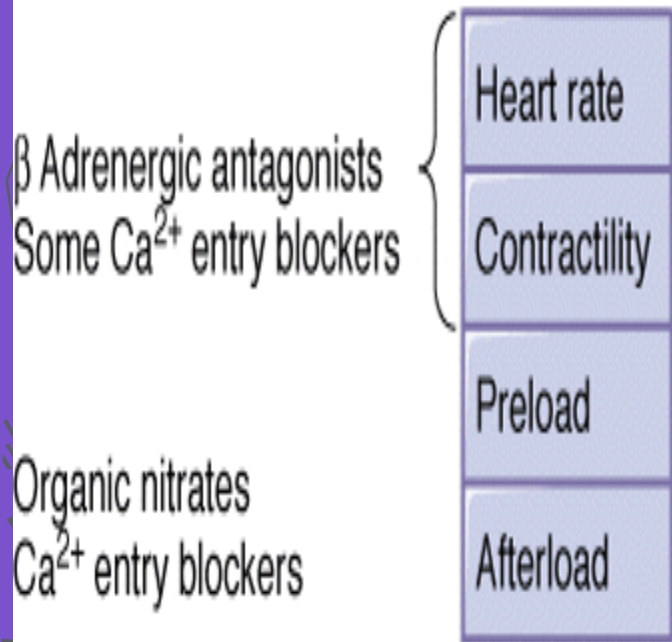 Heart rate
β Adrenergic antagonists
Some Ca²⁺ entry blockers
Contractility
Preload
Organic nitrates
Ca²⁺ entry blockers
Afterload